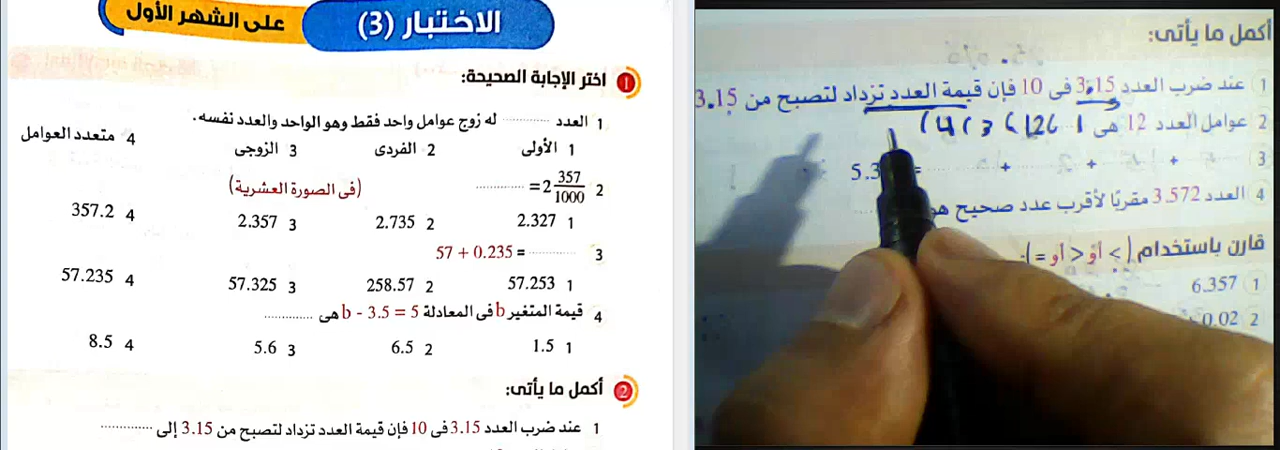 الاختبار (3) على الشهر الأول
1 اختر الإجابة الصحيحة:
1 العدد ............ له زوج عوامل واحد فقط وهو الواحد والعدد نفسه.
1 الأولى 2 الفردى 3 الزوجى 4 متعدد العوامل
2 2 357/1000 = ............ (فى الصورة العشرية)
1 2.327 2 2.735 3 2.357 4 357.2
3 57 + 0.235 = ............
1 57.253 2 258.57 3 57.325 4 57.235
4 قيمة المتغير b فى المعادلة b - 3.5 = 5 هى ............
1 1.5 2 6.5 3 5.6 4 8.5
2 أكمل ما يأتى:
1 عند ضرب العدد 3.15 فى 10 فإن قيمة العدد تزداد لتصبح من 3.15 إلى ............
أكمل ما يأتى:
1 عند ضرب العدد 3.15 فى 10 فإن قيمة العدد تزداد لتصبح من 3.15
2 عوامل العدد 12 هى 1 ، 12 ، 3 ، 4 ،
+ ............ + ............ + ............ = 5.3
4 العدد 3.572 مقربًا لأقرب عدد صحيح هو
قارن باستخدام (> أو < أو =):
1 6.357
2 0.02